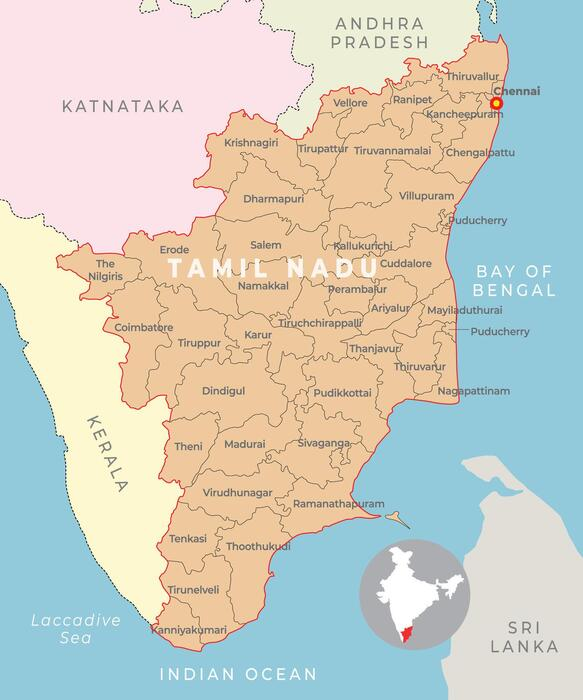 ANDHRA
PRADESH
KATNATAKA
Thiruvallur
Chennai
Vellore
Ranipet
Kancheepuram
Krishnagiri
Tirupattur
Tiruvannamalai
Chengalpattu
Dharmapuri
Villupuram
Puducherry
The
Nilgiris
Erode
Salem
Kallukurichi
TAMIL NADU
Cuddalore
BAY OF
BENGAL
Namakkal
Perambalur
Ariyalur
Mayiladuthurai
Coimbatore
Tiruppur
Karur
Tiruchchirappalli
Puducherry
Thanjavur
Thiruvarur
Dindigul
Pudikkottai
Nagapattinam
KERALA
Theni
Madurai
Sivaganga
Virudhunagar
Ramanathapuram
Tenkasi
Thoothukudi
Tirunelveli
Kanniyakumari
Laccadive
Sea
SRI
LANKA
INDIAN OCEAN